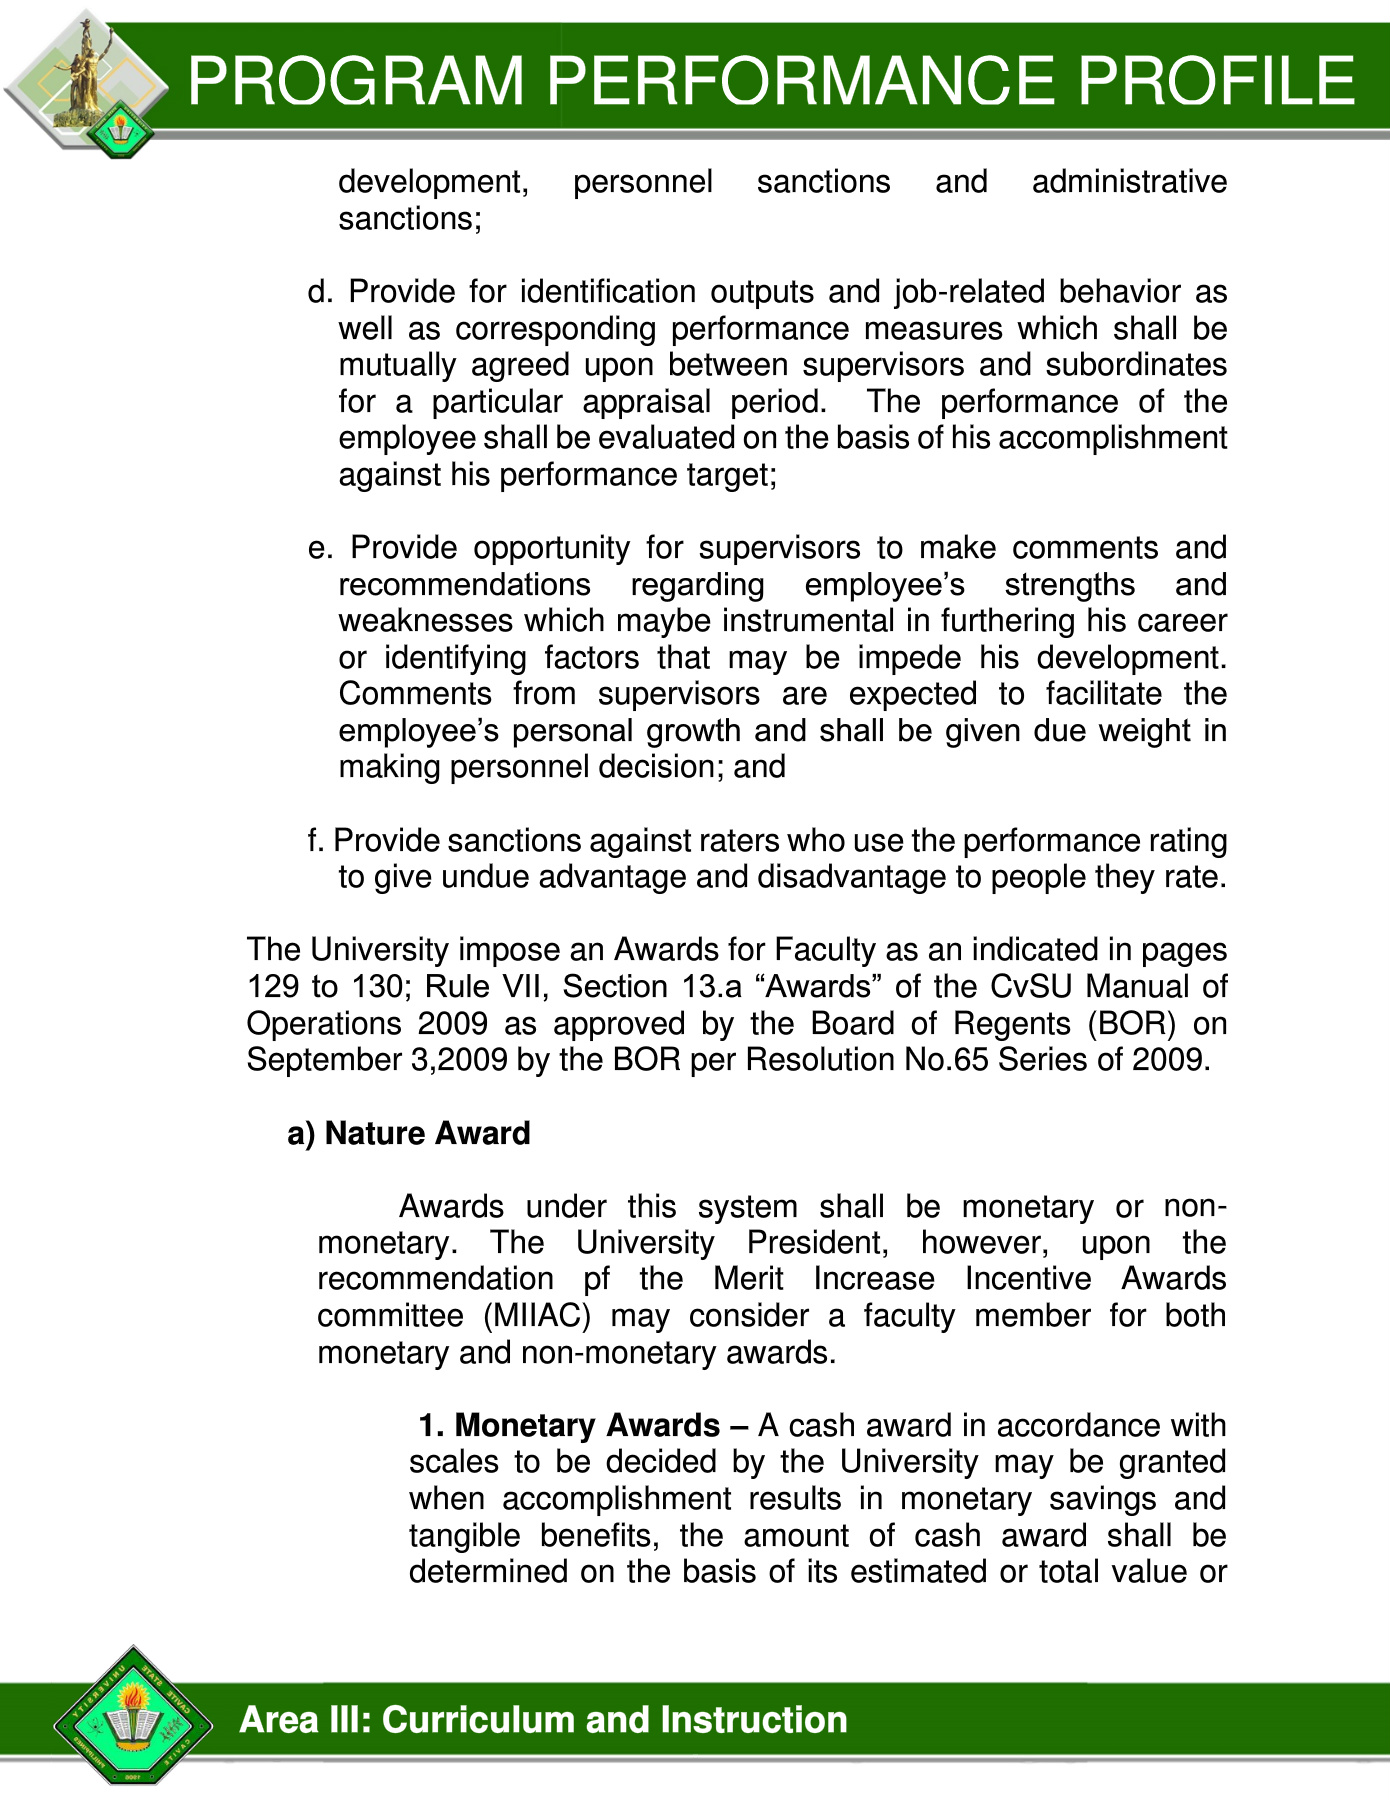 PROGRAM PERFORMANCE PROFILE
development, personnel sanctions and administrative
sanctions;
d. Provide for identification outputs and job-related behavior as
well as corresponding performance measures which shall be
mutually agreed upon between supervisors and subordinates
for a particular appraisal period. The performance of the
employee shall be evaluated on the basis of his accomplishment
against his performance target;
e. Provide opportunity for supervisors to make comments and
recommendations regarding employee’s strengths and
weaknesses which maybe instrumental in furthering his career
or identifying factors that may be impede his development.
Comments from supervisors are expected to facilitate the
employee’s personal growth and shall be given due weight in
making personnel decision; and
f. Provide sanctions against raters who use the performance rating
to give undue advantage and disadvantage to people they rate.
The University impose an Awards for Faculty as an indicated in pages
129 to 130; Rule VII, Section 13.a “Awards” of the CvSU Manual of
Operations 2009 as approved by the Board of Regents (BOR) on
September 3,2009 by the BOR per Resolution No.65 Series of 2009.
a) Nature Award
Awards under this system shall be monetary or non-
monetary. The University President, however, upon the
recommendation pf the Merit Increase Incentive Awards
committee (MIIAC) may consider a faculty member for both
monetary and non-monetary awards.
1. Monetary Awards – A cash award in accordance with
scales to be decided by the University may be granted
when accomplishment results in monetary savings and
tangible benefits, the amount of cash award shall be
determined on the basis of its estimated or total value or
CAVITE STATE UNIVERSITY
CAVITE
PHILIPPINES
1906
Area III: Curriculum and Instruction